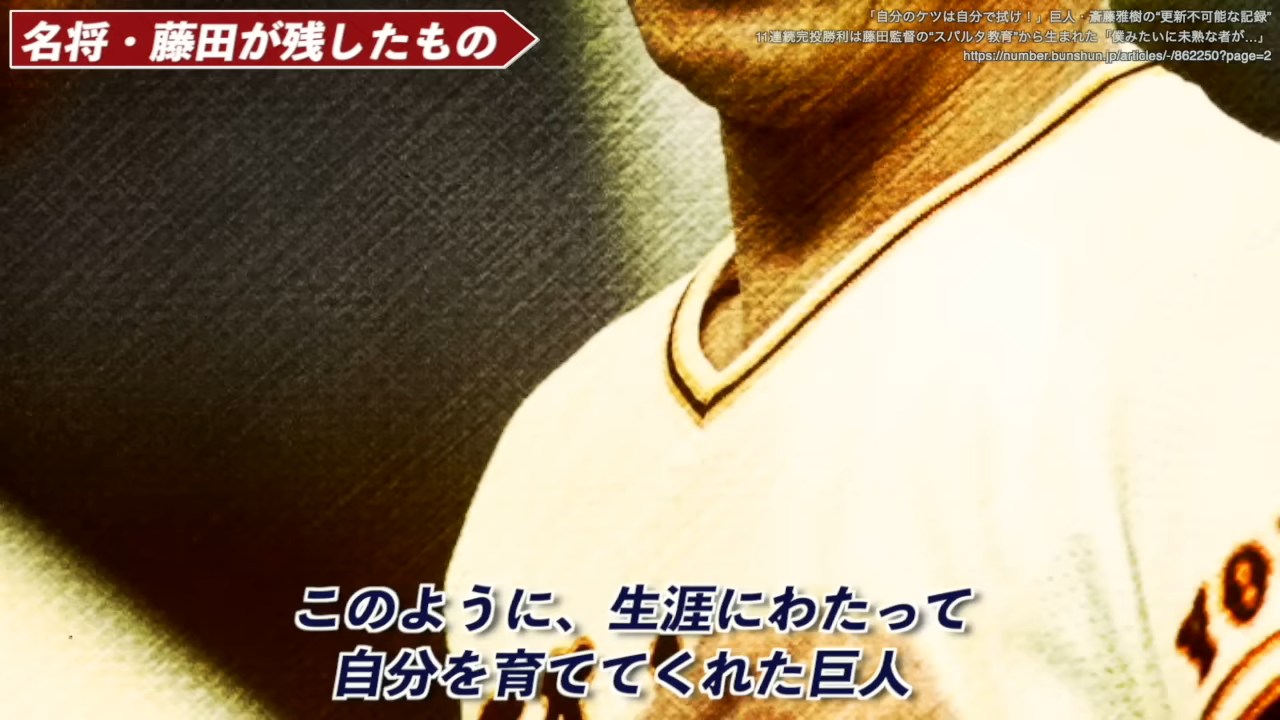 名将・藤田が残したもの
「自分のケツは自分で拭け！」巨人・斎藤雅樹の“更新不可能な記録”
11連続完投勝利は藤田監督の“スパルタ教育”から生まれた「僕みたいに未熟な者が…」
https://number.bunshun.jp/articles/-/862250?page=2
このように、生涯にわたって
自分を育ててくれた巨人